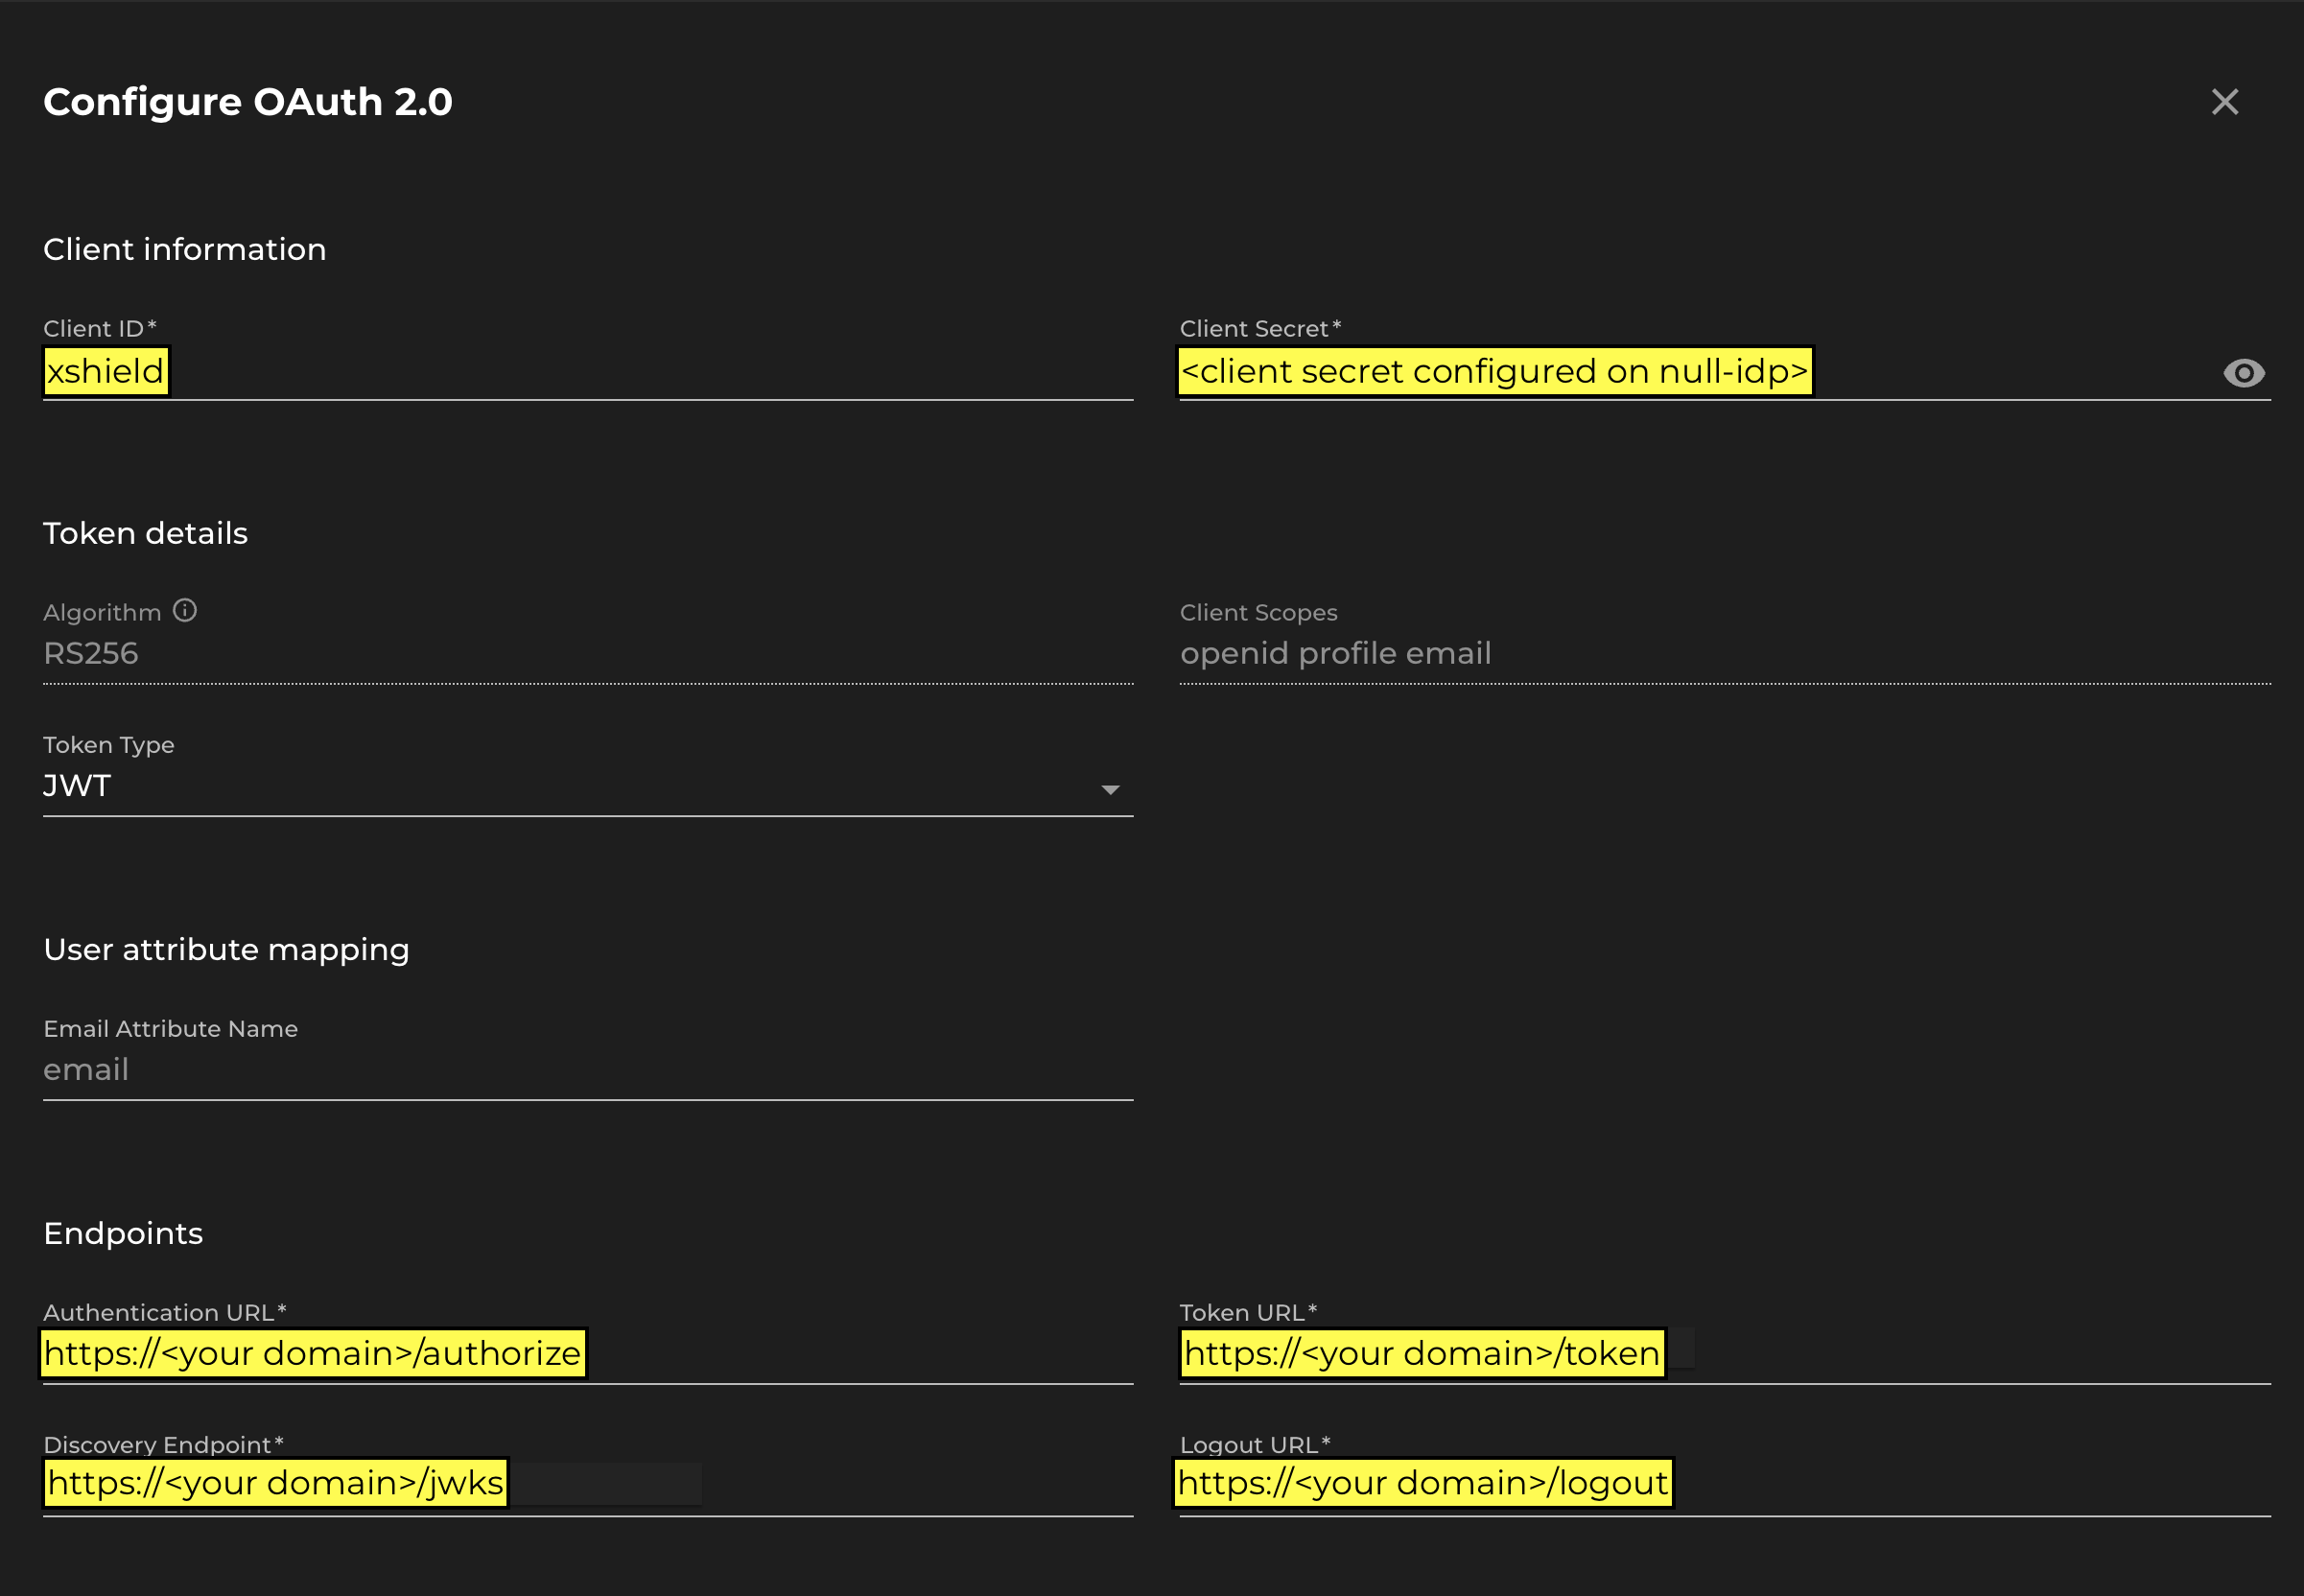 Configure OAuth 2.0
Client information
Client ID*
xshield
Client Secret*
<client secret configured on null-idp>
Token details
Algorithm
RS256
Client Scopes
openid profile email
Token Type
JWT
User attribute mapping
Email Attribute Name
email
Endpoints
Authentication URL*
https://<your domain>/authorize
Token URL*
https://<your domain>/token
Discovery Endpoint*
https://<your domain>/jwks
Logout URL*
https://<your domain>/logout